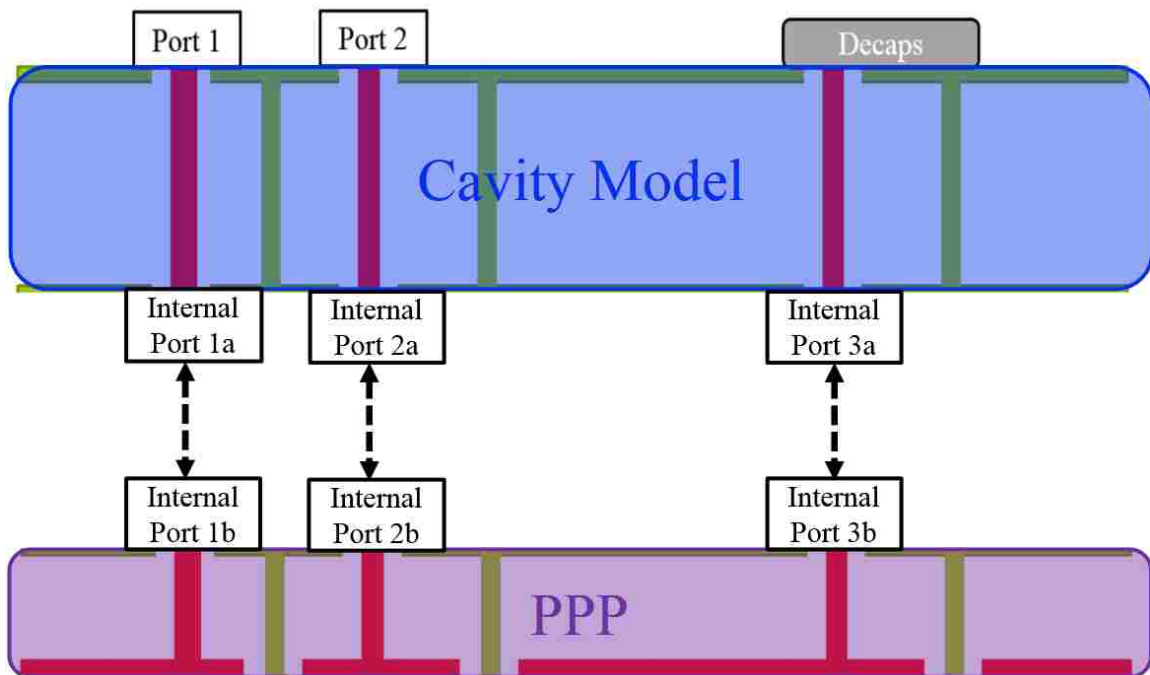 Port 1
Port 2
Decaps
Cavity Model
Internal
Port 1a
Internal
Port 2a
Internal
Port 3a
Internal
Port 1b
Internal
Port 2b
Internal
Port 3b
PPP